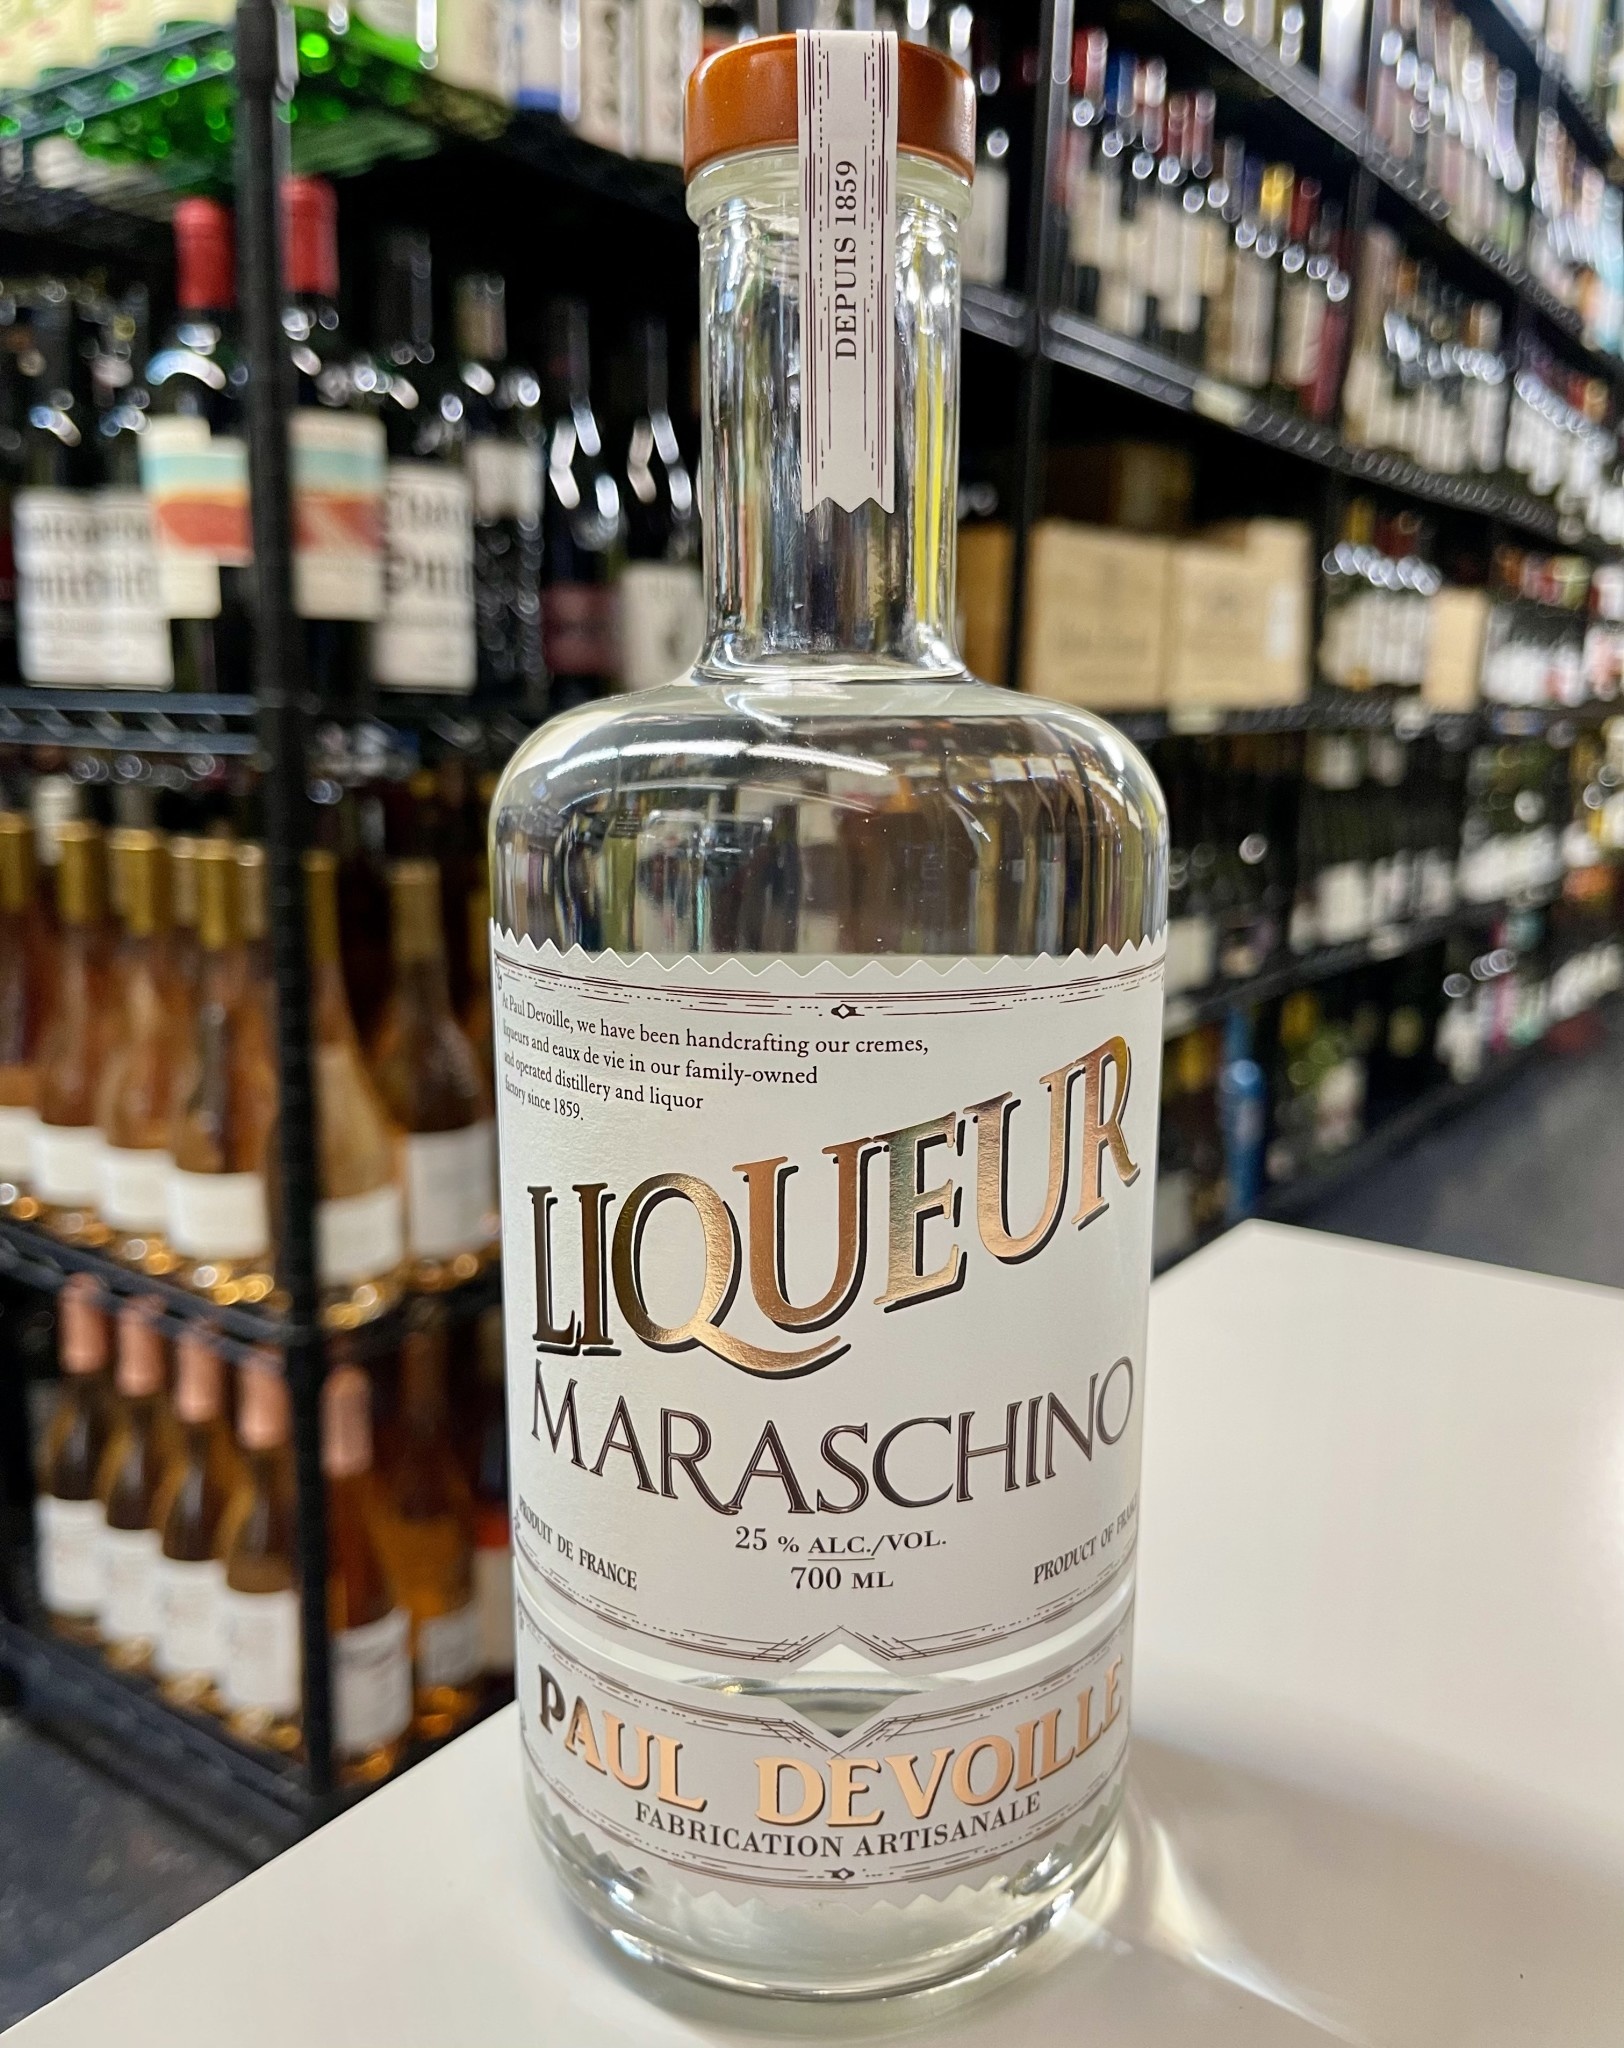 DEPUIS 1859
At Paul Devoille, we have been handcrafting our cremes,
liqueurs and eaux de vie in our family-owned
and operated distillery and liquor
factory since 1859.
LIQUEUR
MARASCHINO
25 % ALC./VOL.
700 ML
PRODUIT DE FRANCE
PRODUCT OF FRANCE
PAUL DEVOILLE
FABRICATION ARTISANALE